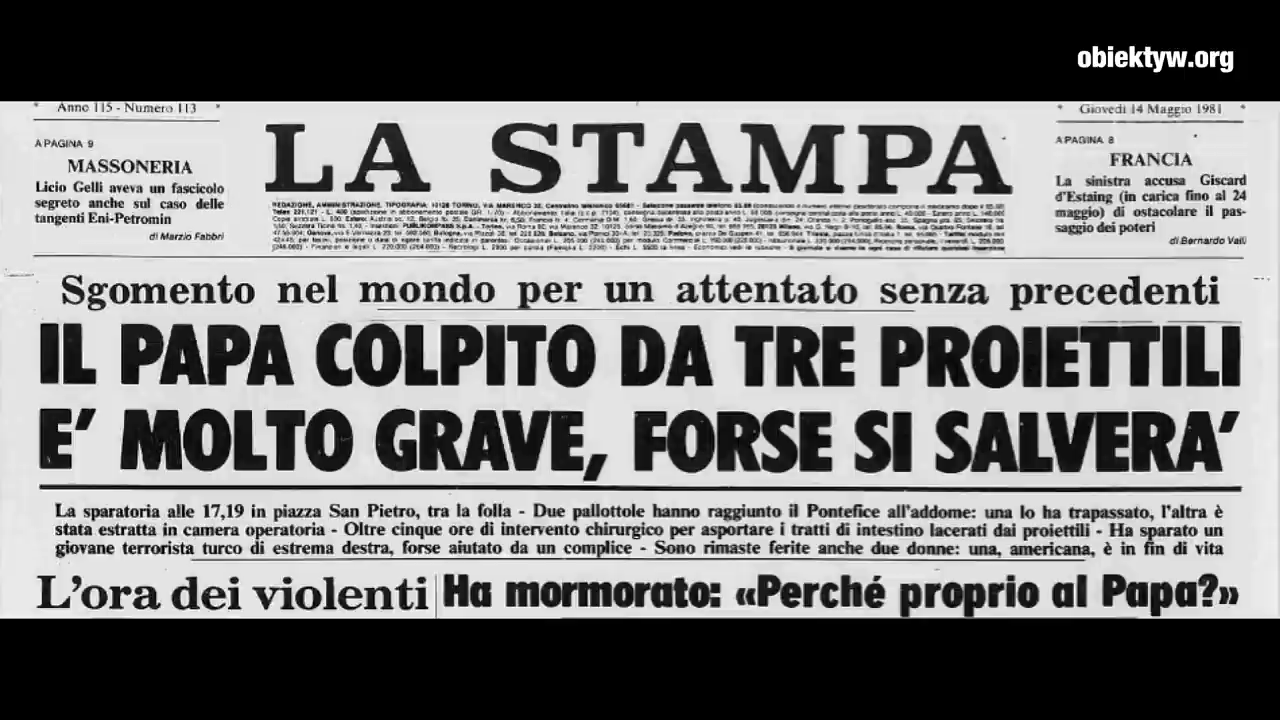 obiektyw.org
* Anno 115 - Numero 113 *
* Giovedì 14 Maggio 1981 *
A PAGINA 9
MASSONERIA
Licio Gelli aveva un fascicolo
segreto anche sul caso delle
tangenti Eni-Petromin
di Marzio Fabbri
LA STAMPA
REDAZIONE, AMMINISTRAZIONE, TIPOGRAFIA: 10126 TORINO, VIA MARENCO 32,
A PAGINA 8
FRANCIA
La sinistra accusa Giscard
d'Estaing (in carica fino al 24
maggio) di ostacolare il pas-
saggio dei poteri
di Bernardo Valli
Sgomento nel mondo per un attentato senza precedenti
IL PAPA COLPITO DA TRE PROIETTILI
E' MOLTO GRAVE, FORSE SI SALVERA'
La sparatoria alle 17,19 in piazza San Pietro, tra la folla - Due pallottole hanno raggiunto il Pontefice all'addome: una lo ha trapassato, l'altra è
stata estratta in camera operatoria - Oltre cinque ore di intervento chirurgico per asportare i tratti di intestino lacerati dai proiettili - Ha sparato un
giovane terrorista turco di estrema destra, forse aiutato da un complice - Sono rimaste ferite anche due donne: una, americana, è in fin di vita
L'ora dei violenti
Ha mormorato: «Perché proprio al Papa?»